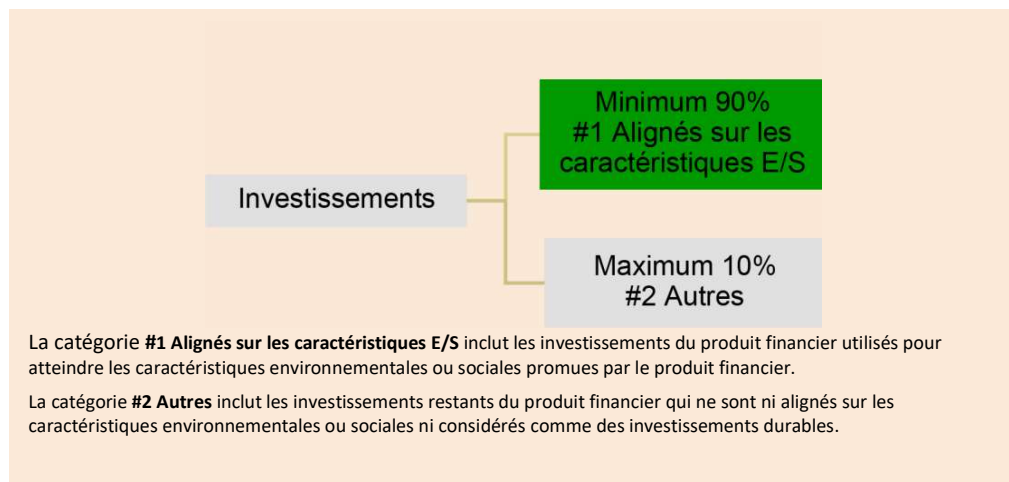 Minimum 90%
#1 Alignés sur les
caractéristiques E/S
Investissements
Maximum 10%
#2 Autres
La catégorie #1 Alignés sur les caractéristiques E/S inclut les investissements du produit financier utilisés pour
atteindre les caractéristiques environnementales ou sociales promues par le produit financier.
La catégorie #2 Autres inclut les investissements restants du produit financier qui ne sont ni alignés sur les
caractéristiques environnementales ou sociales ni considérés comme des investissements durables.